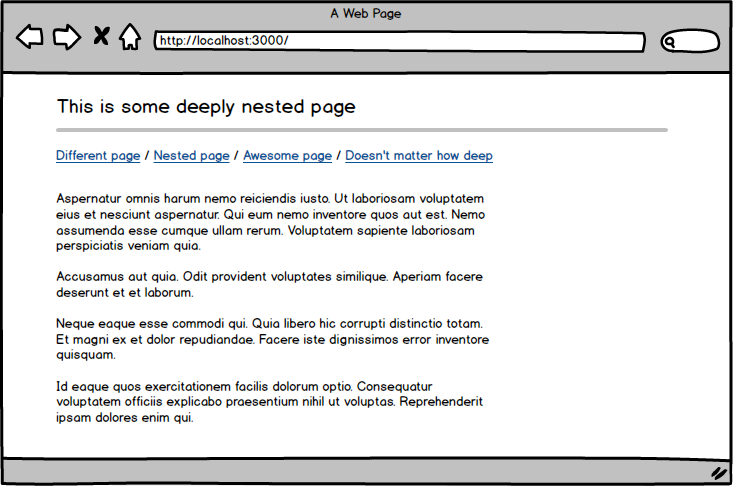 A Web Page
http://localhost:3000/
This is some deeply nested page
Different page / Nested page / Awesome page / Doesn't matter how deep
Aspernatur omnis harum nemo reiciendis iusto. Ut laboriosam voluptatem
eius et nesciunt aspernatur. Qui eum nemo inventore quos aut est. Nemo
assumenda esse cumque ullam rerum. Voluptatem sapiente laboriosam
perspiciatis veniam quia.
Accusamus aut quia. Odit provident voluptates similique. Aperiam facere
deserunt et et laborum.
Neque eaque esse commodi qui. Quia libero hic corrupti distinctio totam.
Et magni ex et dolor repudiandae. Facere iste dignissimos error inventore
quisquam.
Id eaque quos exercitationem facilis dolorum optio. Consequatur
voluptatem officiis explicabo praesentium nihil ut voluptas. Reprehenderit
ipsam dolores enim qui.